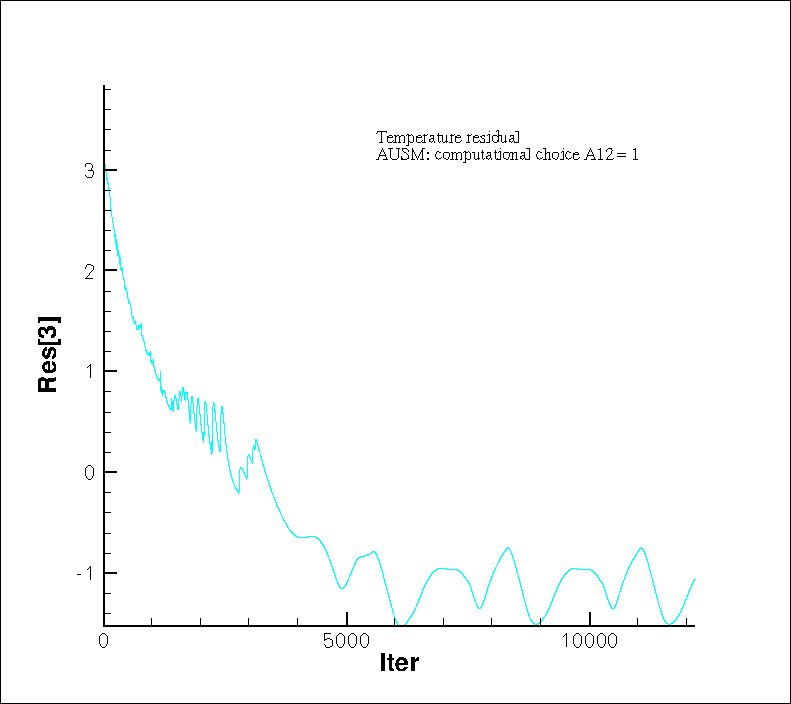 Temperature residual
AUSM: computational choice A12 = 1
3
2
1
0
-1
Res[3]
0
5000
10000
Iter